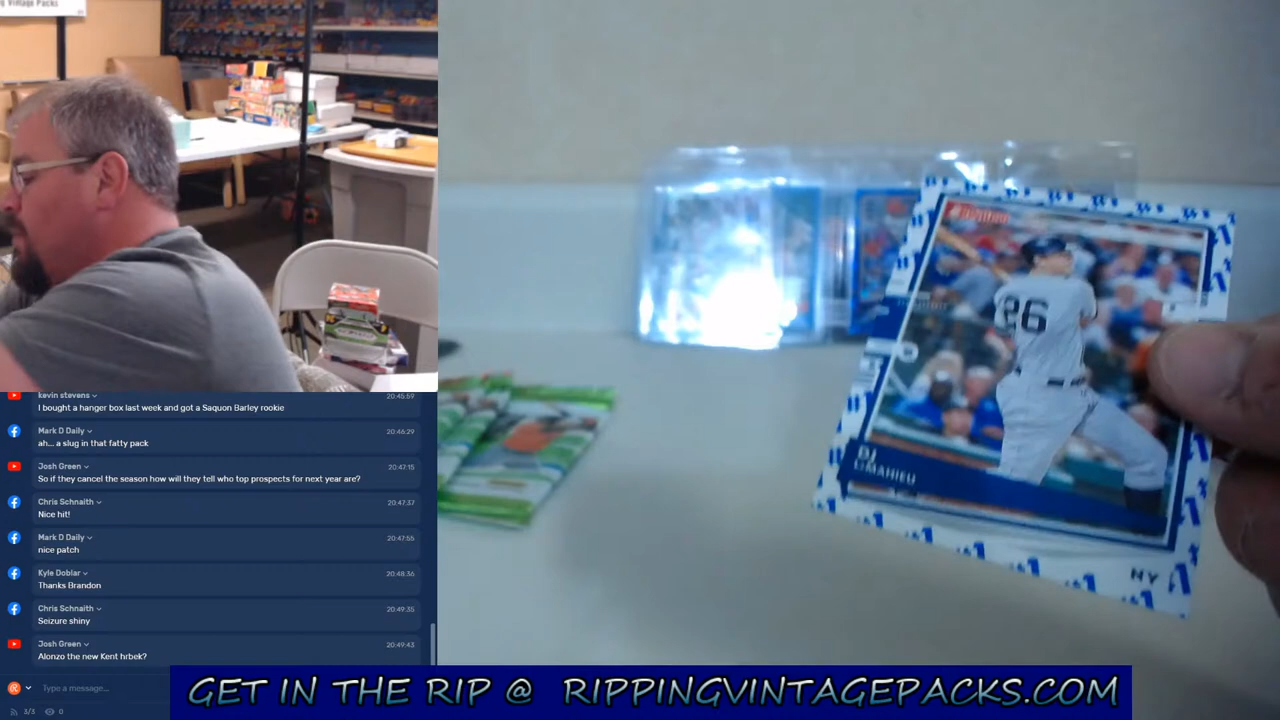 g Vintage Packs
kevin stevens
20:45:59
I bought a hanger box last week and got a Saquon Barley rookie
Mark D Daily
20:46:29
ah... a slug in that fatty pack
Josh Green
20:47:15
So if they cancel the season how will they tell who top prospects for next year are?
Chris Schnaith
20:47:37
Nice hit!
Mark D Daily
20:47:55
nice patch
Kyle Doblar
20:48:36
Thanks Brandon
Chris Schnaith
20:49:35
Seizure shiny
Josh Green
20:49:43
Alonzo the new Kent hrbek?
Type a message...
3/3
0
26
DJ
LeMAHIEU
NY
GET IN THE RIP @ RIPPINGVINTAGEPACKS.COM